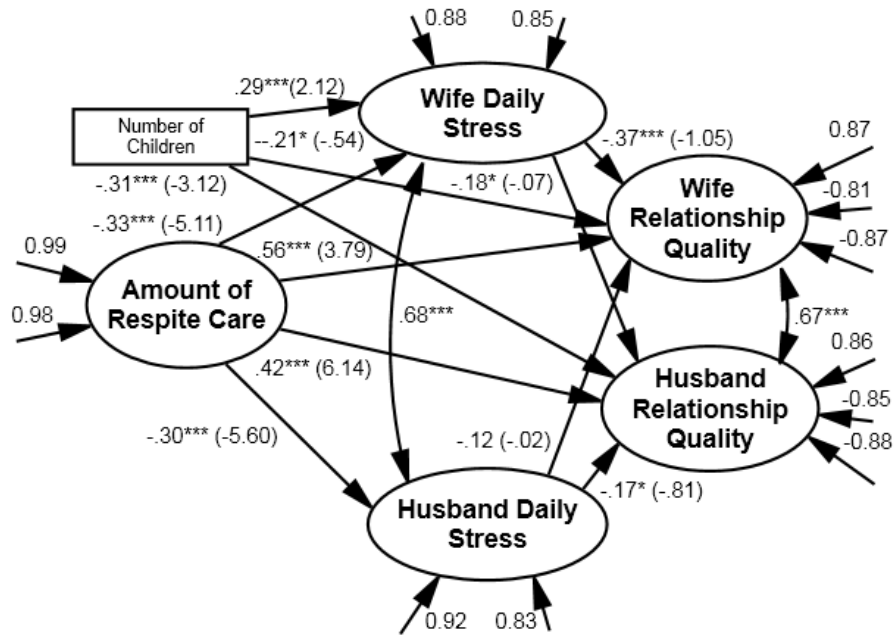 0.88
0.85
.29***(2.12)
Wife Daily
Stress
Number of
Children
--.21* (-.54)
-.37*** (-1.05)
0.87
-.31*** (-3.12)
-.18* (-.07)
Wife
Relationship
Quality
-0.81
-0.87
-.33*** (-5.11)
.56*** (3.79)
0.99
0.98
Amount of
Respite Care
.68***
.67***
.42*** (6.14)
0.86
Husband
Relationship
Quality
-0.85
-0.88
-.30*** (-5.60)
-.12 (-.02)
-.17* (-.81)
Husband Daily
Stress
0.92
0.83